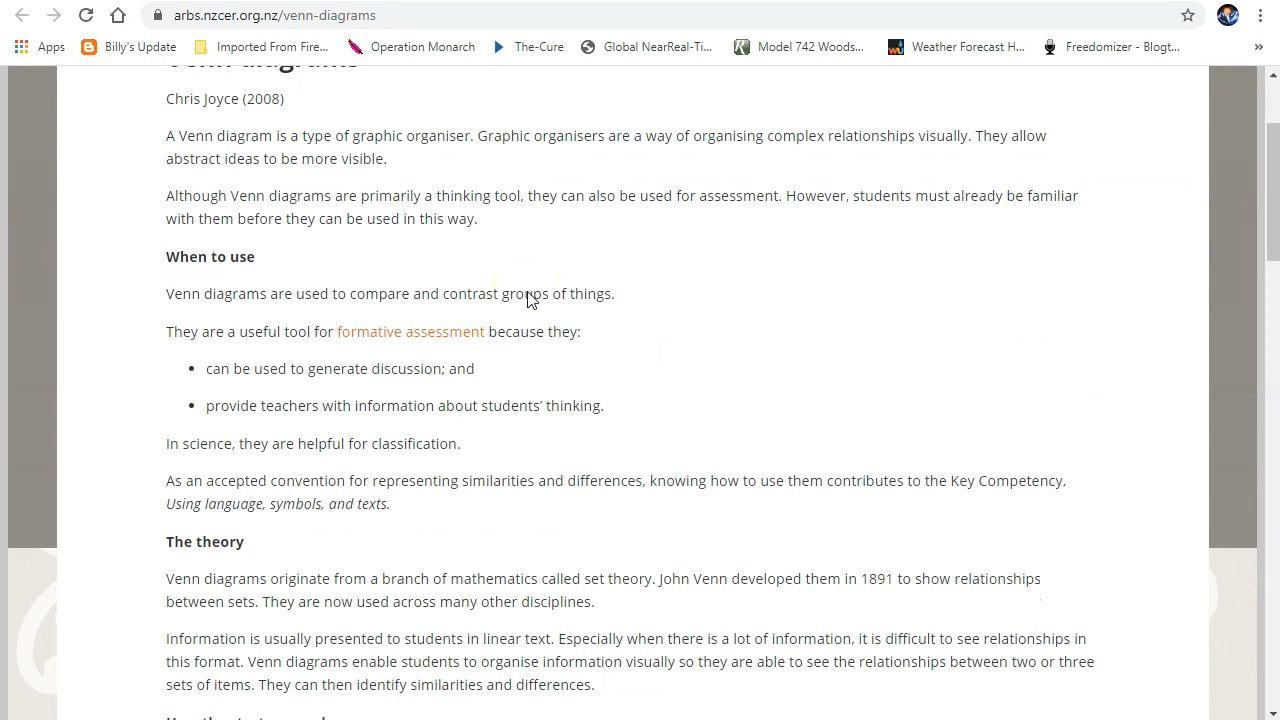 arbs.nzcer.org.nz/venn-diagrams
Apps Billy's Update Imported From Fire... Operation Monarch The-Cure Global NearReal-Ti... Model 742 Woods... Weather Forecast H... Freedomizer - Blogt... »
Venn diagrams
Chris Joyce (2008)
A Venn diagram is a type of graphic organiser. Graphic organisers are a way of organising complex relationships visually. They allow
abstract ideas to be more visible.
Although Venn diagrams are primarily a thinking tool, they can also be used for assessment. However, students must already be familiar
with them before they can be used in this way.
When to use
Venn diagrams are used to compare and contrast groups of things.
They are a useful tool for formative assessment because they:
• can be used to generate discussion; and
• provide teachers with information about students’ thinking.
In science, they are helpful for classification.
As an accepted convention for representing similarities and differences, knowing how to use them contributes to the Key Competency,
Using language, symbols, and texts.
The theory
Venn diagrams originate from a branch of mathematics called set theory. John Venn developed them in 1891 to show relationships
between sets. They are now used across many other disciplines.
Information is usually presented to students in linear text. Especially when there is a lot of information, it is difficult to see relationships in
this format. Venn diagrams enable students to organise information visually so they are able to see the relationships between two or three
sets of items. They can then identify similarities and differences.